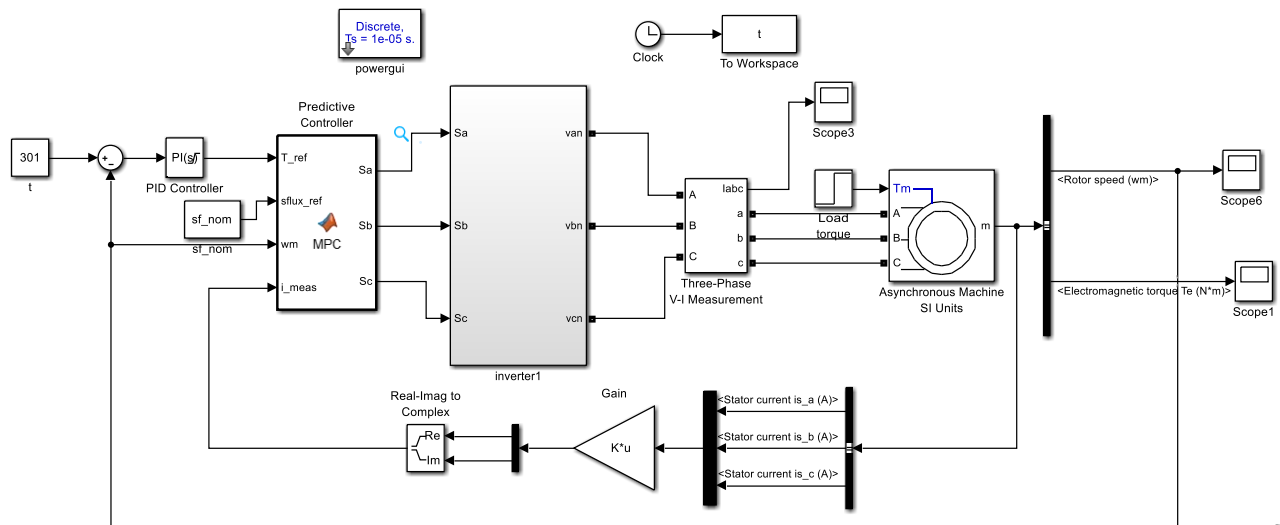 Discrete,
Ts = 1e-05 s.
powergui
Clock
t
To Workspace
Predictive
Controller
Scope3
301
t
PI(s)
PID Controller
sf_nom
sf_nom
T_ref
sflux_ref
wm
i_meas
MPC
Sa
Sb
Sc
Sa
Sb
Sc
van
vbn
vcn
inverter1
A
B
C
Iabc
a
b
c
Three-Phase
V-I Measurement
Load
torque
Tm
A
B
C
m
Asynchronous Machine
SI Units
<Rotor speed (wm)>
Scope6
<Electromagnetic torque Te (N*m)>
Scope1
Real-Imag to
Complex
Re
Im
Gain
K*u
<Stator current is_a (A)>
<Stator current is_b (A)>
<Stator current is_c (A)>